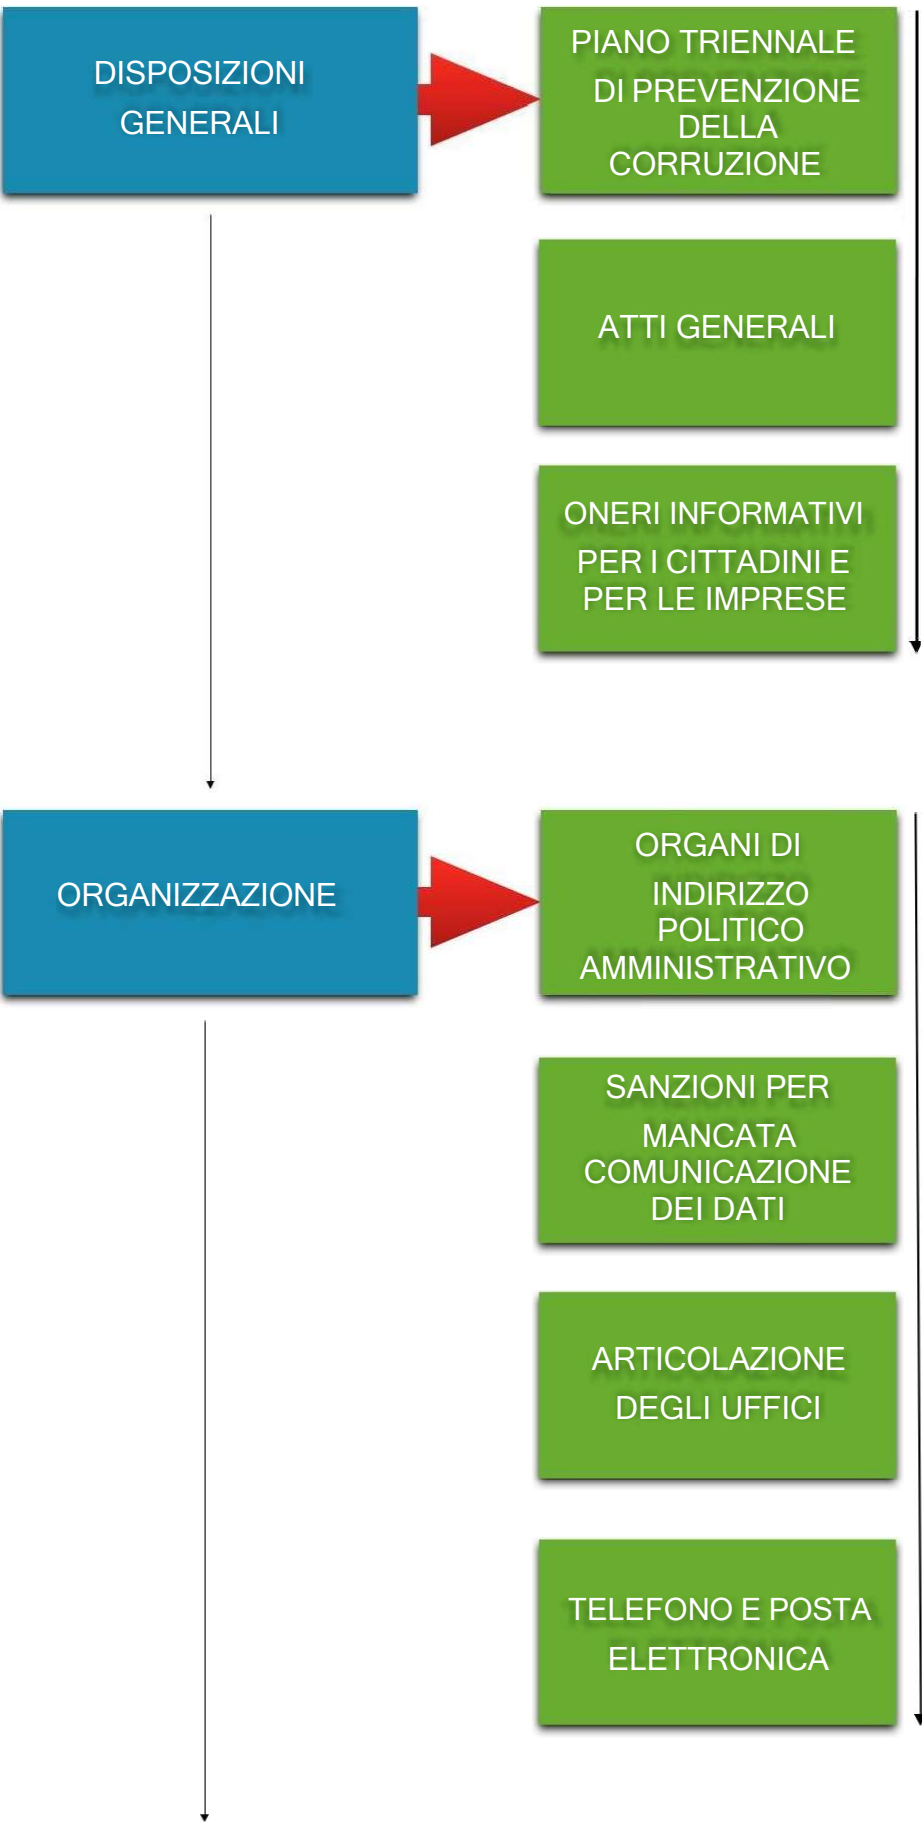 DISPOSIZIONI
GENERALI
PIANO TRIENNALE
DI PREVENZIONE
DELLA
CORRUZIONE
ATTI GENERALI
ONERI INFORMATIVI
PER I CITTADINI E
PER LE IMPRESE
ORGANIZZAZIONE
ORGANI DI
INDIRIZZO
POLITICO
AMMINISTRATIVO
SANZIONI PER
MANCATA
COMUNICAZIONE
DEI DATI
ARTICOLAZIONE
DEGLI UFFICI
TELEFONO E POSTA
ELETTRONICA